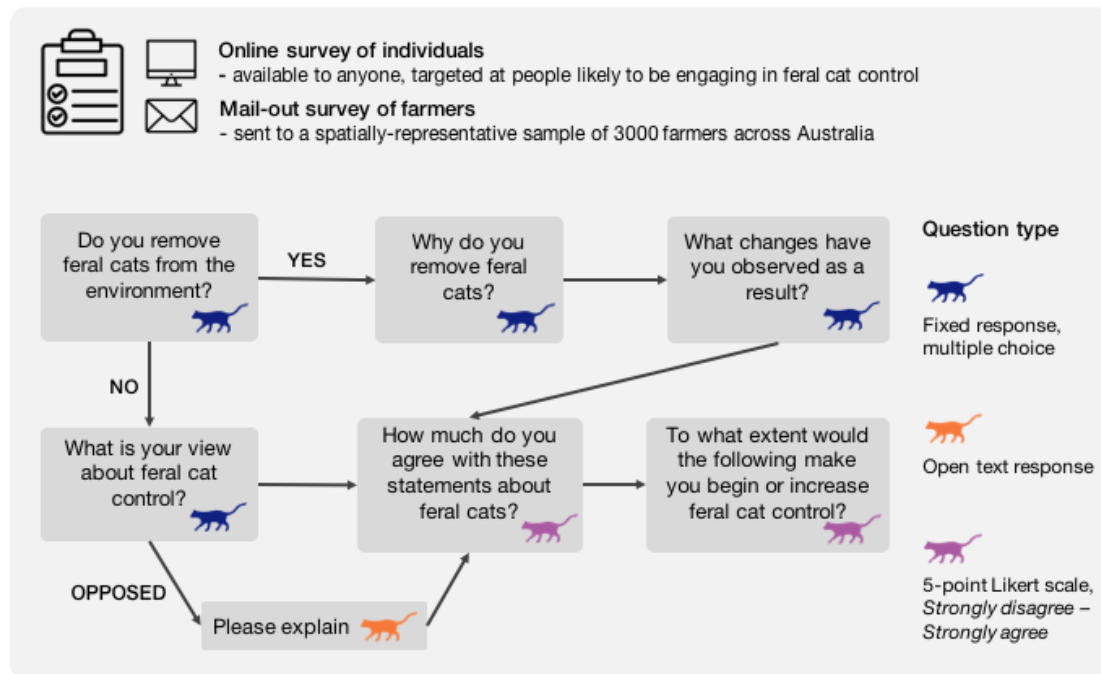 Online survey of individuals
- available to anyone, targeted at people likely to be engaging in feral cat control
Mail-out survey of farmers
- sent to a spatially-representative sample of 3000 farmers across Australia
Do you remove
feral cats from the
environment?
YES
Why do you
remove feral
cats?
What changes have
you observed as a
result?
NO
What is your view
about feral cat
control?
How much do you
agree with these
statements about
feral cats?
To what extent would
the following make
you begin or increase
feral cat control?
OPPOSED
Please explain
Question type
Fixed response,
multiple choice
Open text response
5-point Likert scale,
Strongly disagree –
Strongly agree